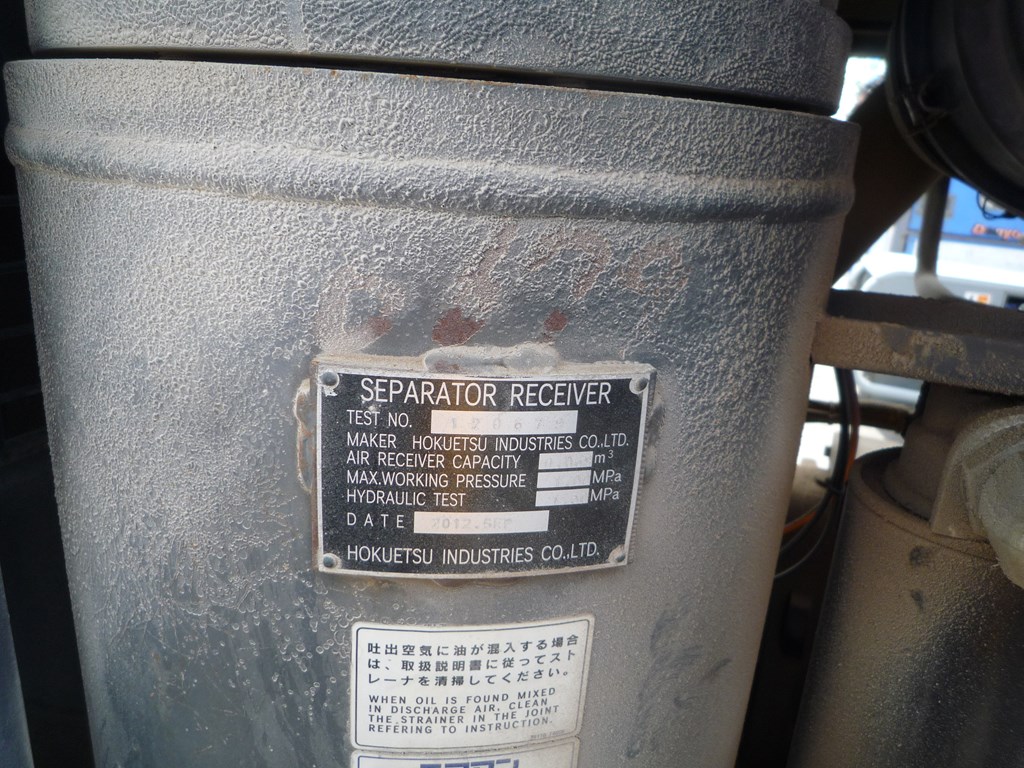 SEPARATOR RECEIVER
TEST NO.
MAKER HOKUETSU INDUSTRIES CO.,LTD.
AIR RECEIVER CAPACITY m³
MAX.WORKING PRESSURE MPa
HYDRAULIC TEST MPa
DATE 2012.SEP
HOKUETSU INDUSTRIES CO.,LTD.
吐出空気に油が混入する場合
は、取扱説明書に従ってスト
レーナを清掃してください。
WHEN OIL IS FOUND MIXED
IN DISCHARGE AIR, CLEAN
THE STRAINER IN THE JOINT
REFERING TO INSTRUCTION.